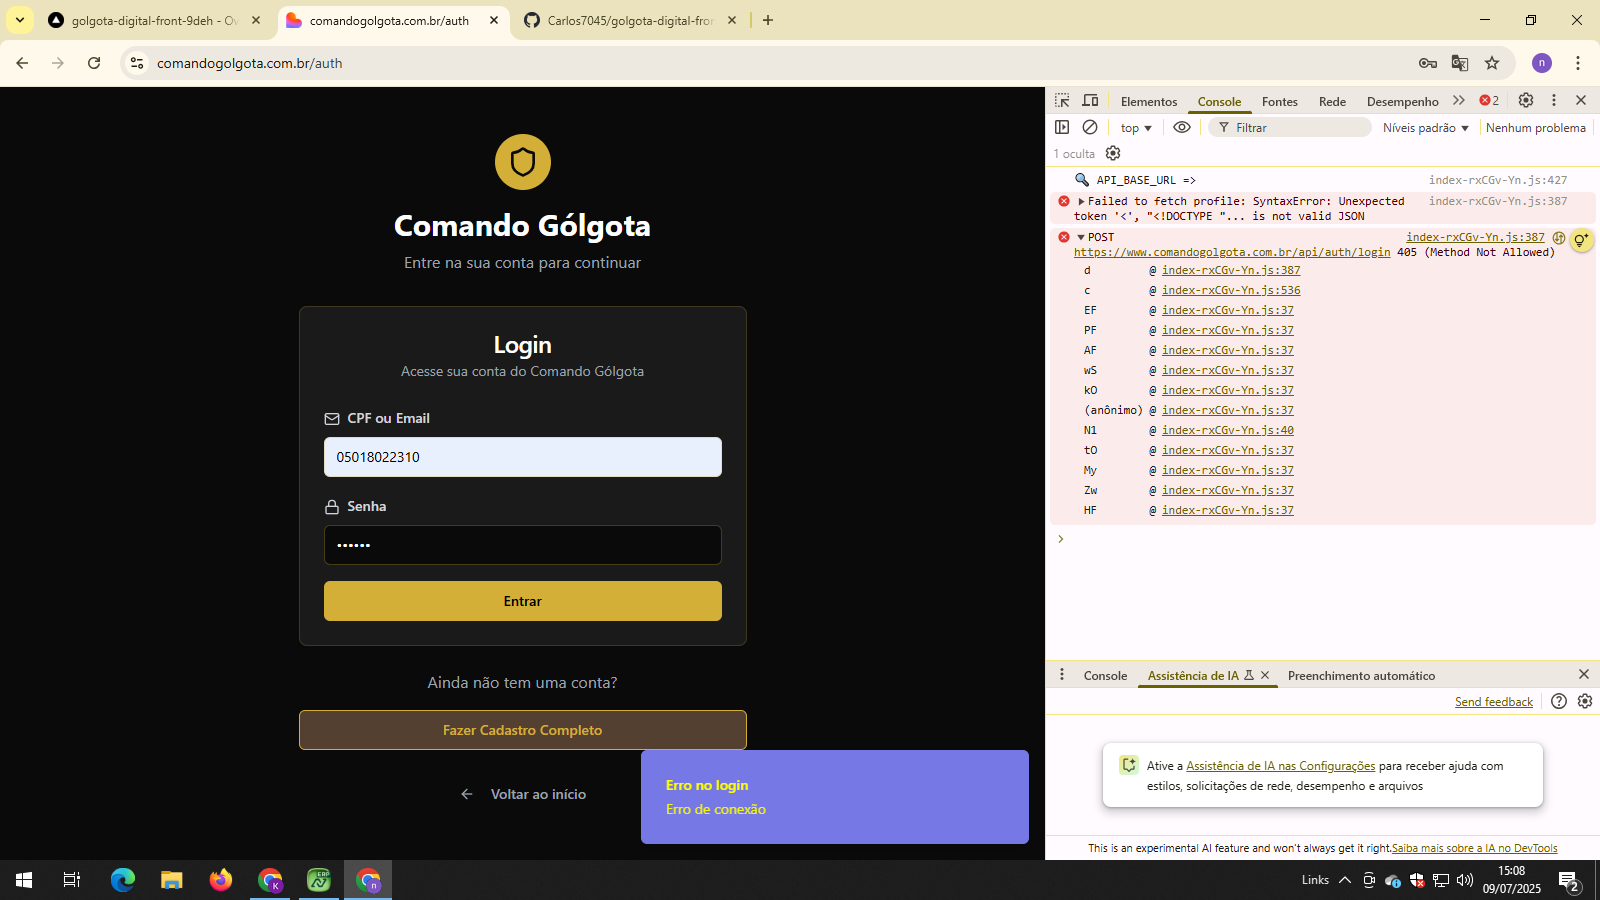 golgota-digital-front-9deh - Ov
comandogolgota.com.br/auth
Carlos7045/golgota-digital-fron
comandogolgota.com.br/auth
n
Elementos
Console
Fontes
Rede
Desempenho
2
top
Filtrar
Níveis padrão
Nenhum problema
1 oculta
API_BASE_URL =>
index-rxCGv-Yn.js:427
Failed to fetch profile: SyntaxError: Unexpected
index-rxCGv-Yn.js:387
token '<', "<!DOCTYPE "... is not valid JSON
POST
index-rxCGv-Yn.js:387
https://www.comandogolgota.com.br/api/auth/login 405 (Method Not Allowed)
d @ index-rxCGv-Yn.js:387
c @ index-rxCGv-Yn.js:536
EF @ index-rxCGv-Yn.js:37
PF @ index-rxCGv-Yn.js:37
AF @ index-rxCGv-Yn.js:37
wS @ index-rxCGv-Yn.js:37
kO @ index-rxCGv-Yn.js:37
(anônimo) @ index-rxCGv-Yn.js:37
N1 @ index-rxCGv-Yn.js:40
tO @ index-rxCGv-Yn.js:37
My @ index-rxCGv-Yn.js:37
Zw @ index-rxCGv-Yn.js:37
HF @ index-rxCGv-Yn.js:37
Comando Gólgota
Entre na sua conta para continuar
Login
Acesse sua conta do Comando Gólgota
CPF ou Email
05018022310
Senha
••••••
Entrar
Ainda não tem uma conta?
Fazer Cadastro Completo
Voltar ao início
Erro no login
Erro de conexão
Console
Assistência de IA
Preenchimento automático
Send feedback
Ative a Assistência de IA nas Configurações para receber ajuda com
estilos, solicitações de rede, desempenho e arquivos
This is an experimental AI feature and won't always get it right.Saiba mais sobre a IA no DevTools
K
ERP
n
Links
15:08
09/07/2025
2